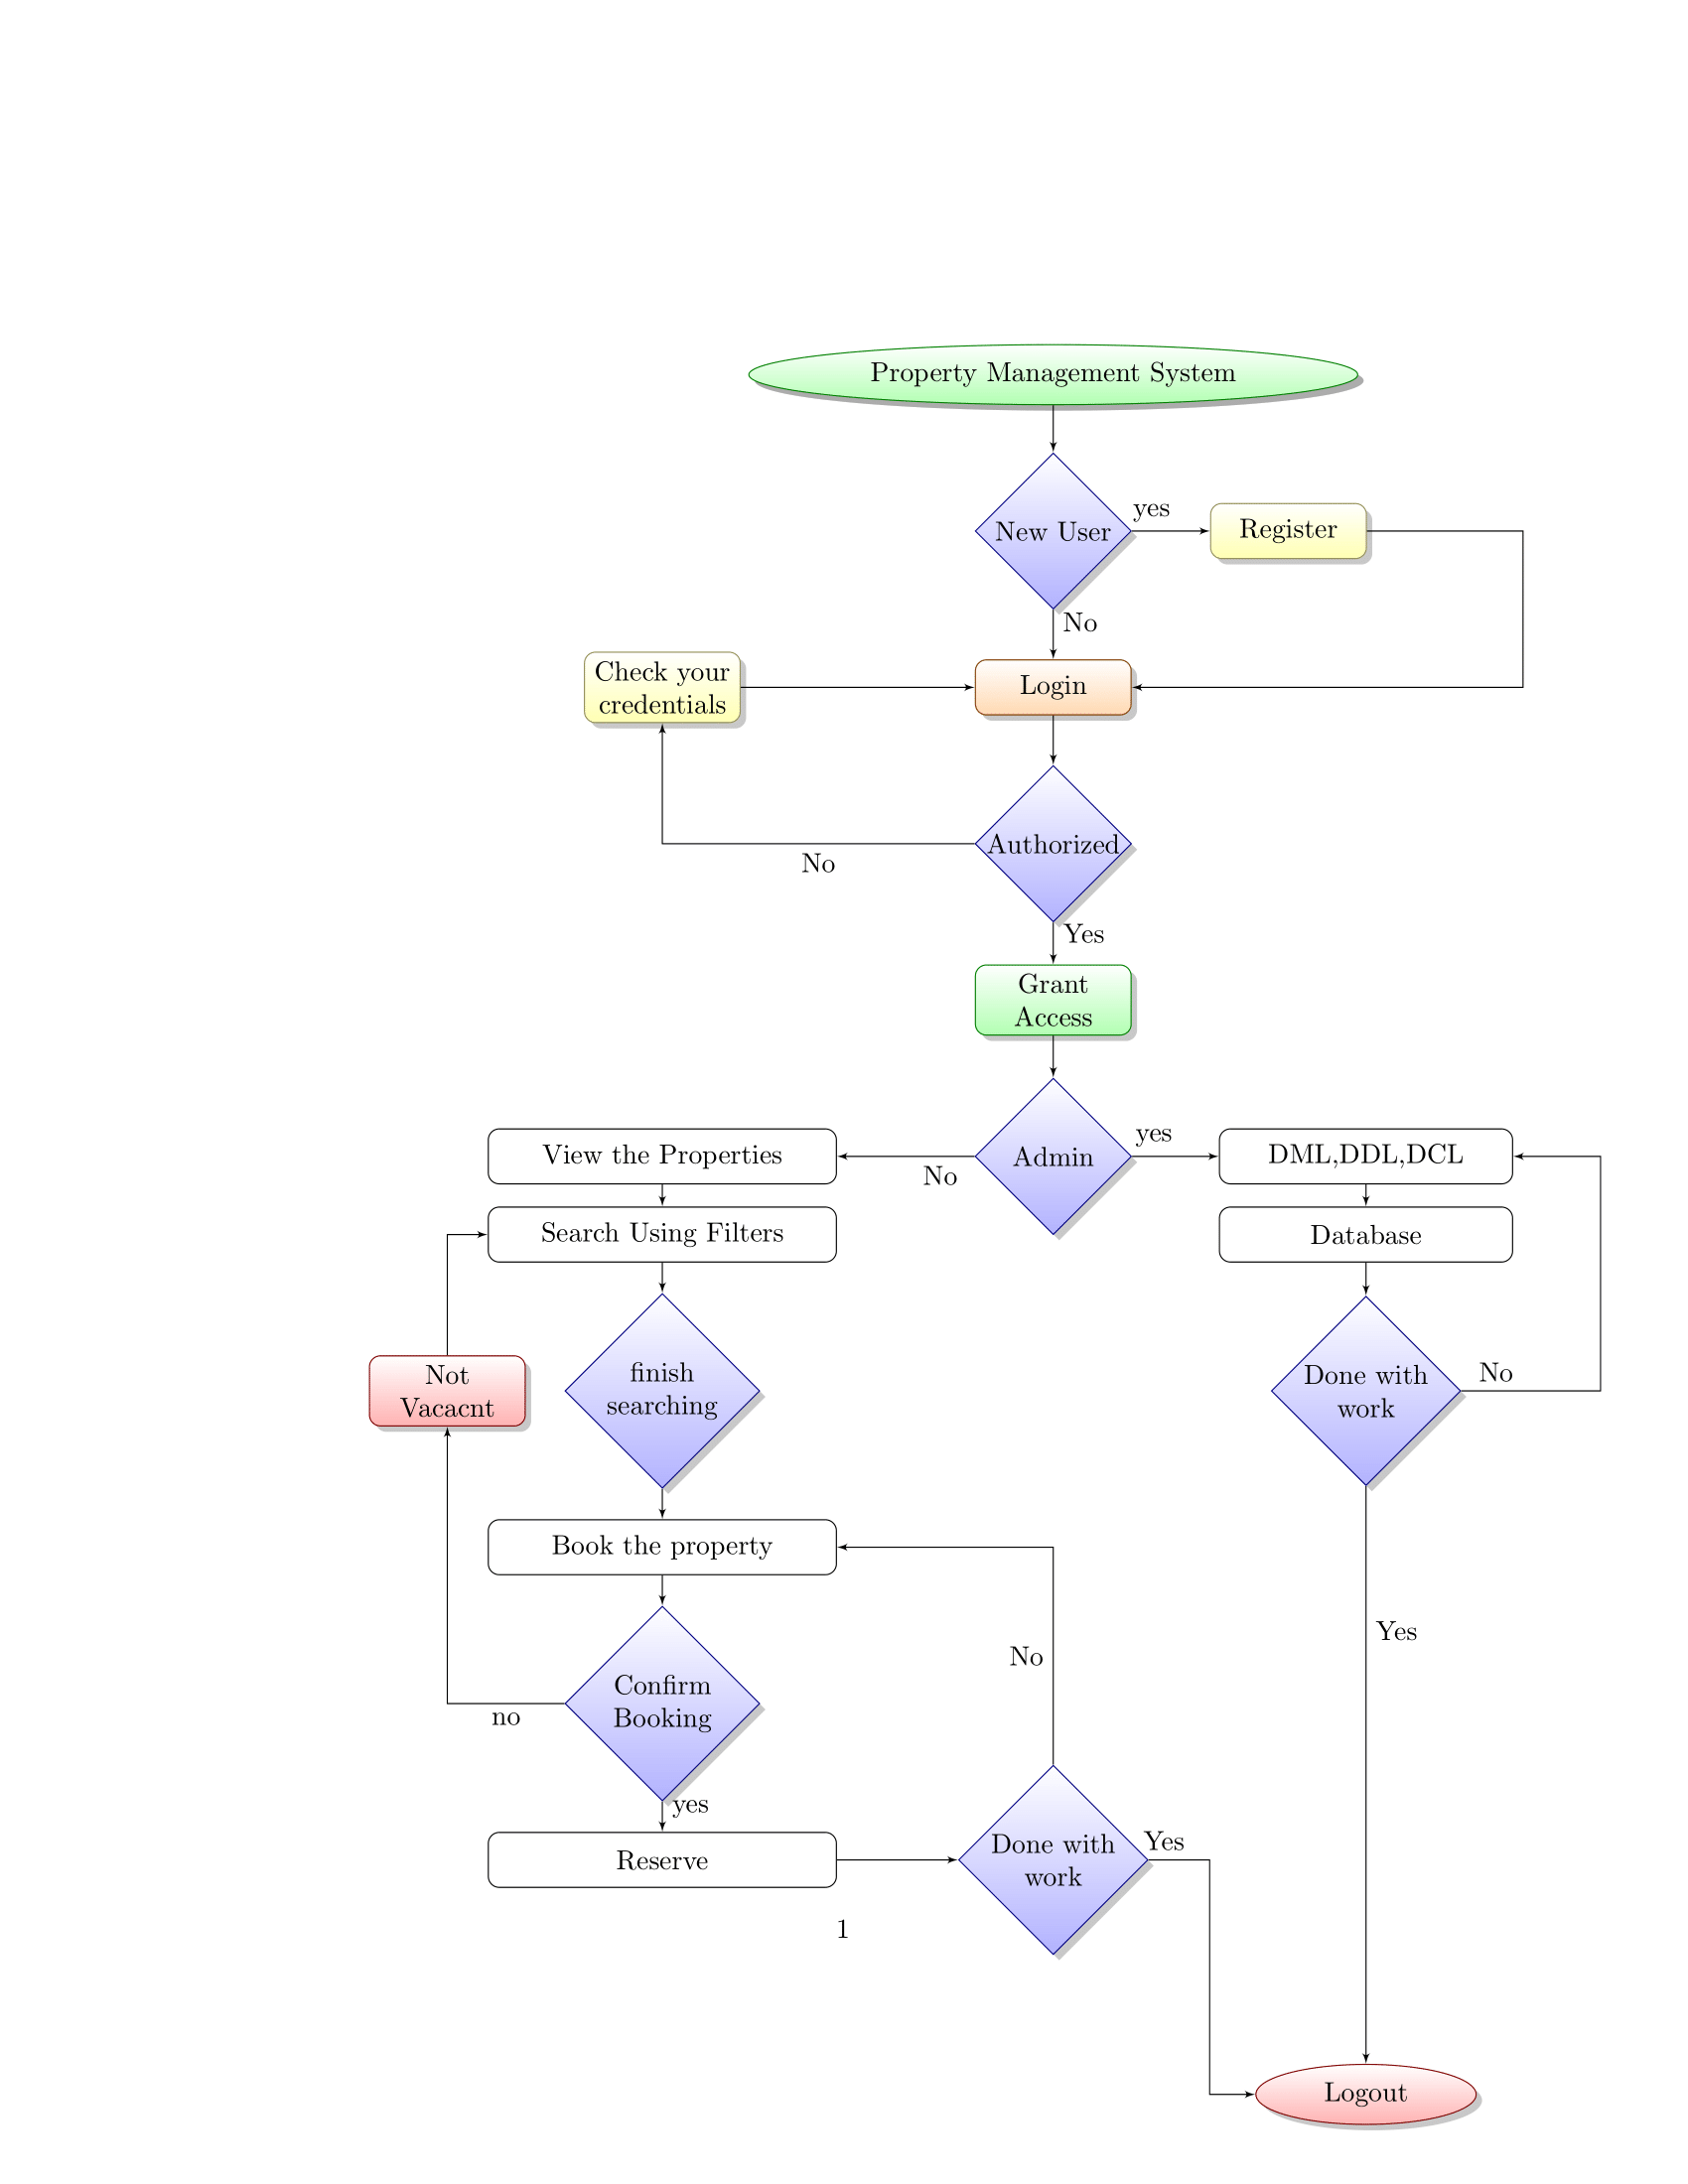 Property Management System
New User
yes
Register
No
Check your
credentials
Login
Authorized
No
Yes
Grant
Access
View the Properties
No
Admin
yes
DML,DDL,DCL
Search Using Filters
Database
Not
Vacacnt
finish
searching
Done with
work
No
Book the property
Yes
No
Confirm
Booking
no
yes
Reserve
Done with
work
Yes
1
Logout